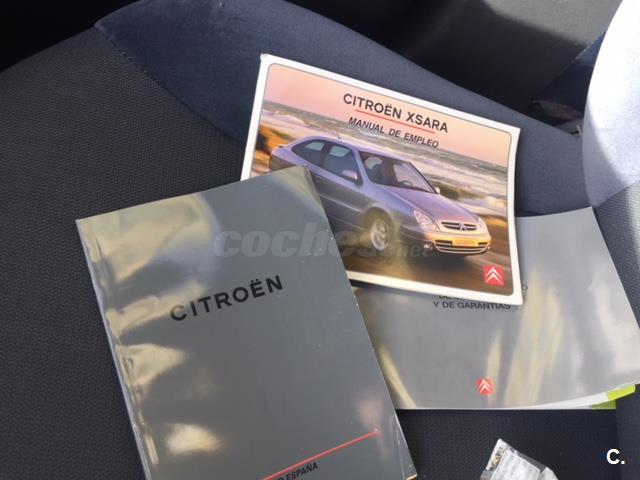 CITROËN XSARA
MANUAL DE EMPLEO
CITROËN
Y DE GARANTIAS
ESPAÑA
coches.net
C.